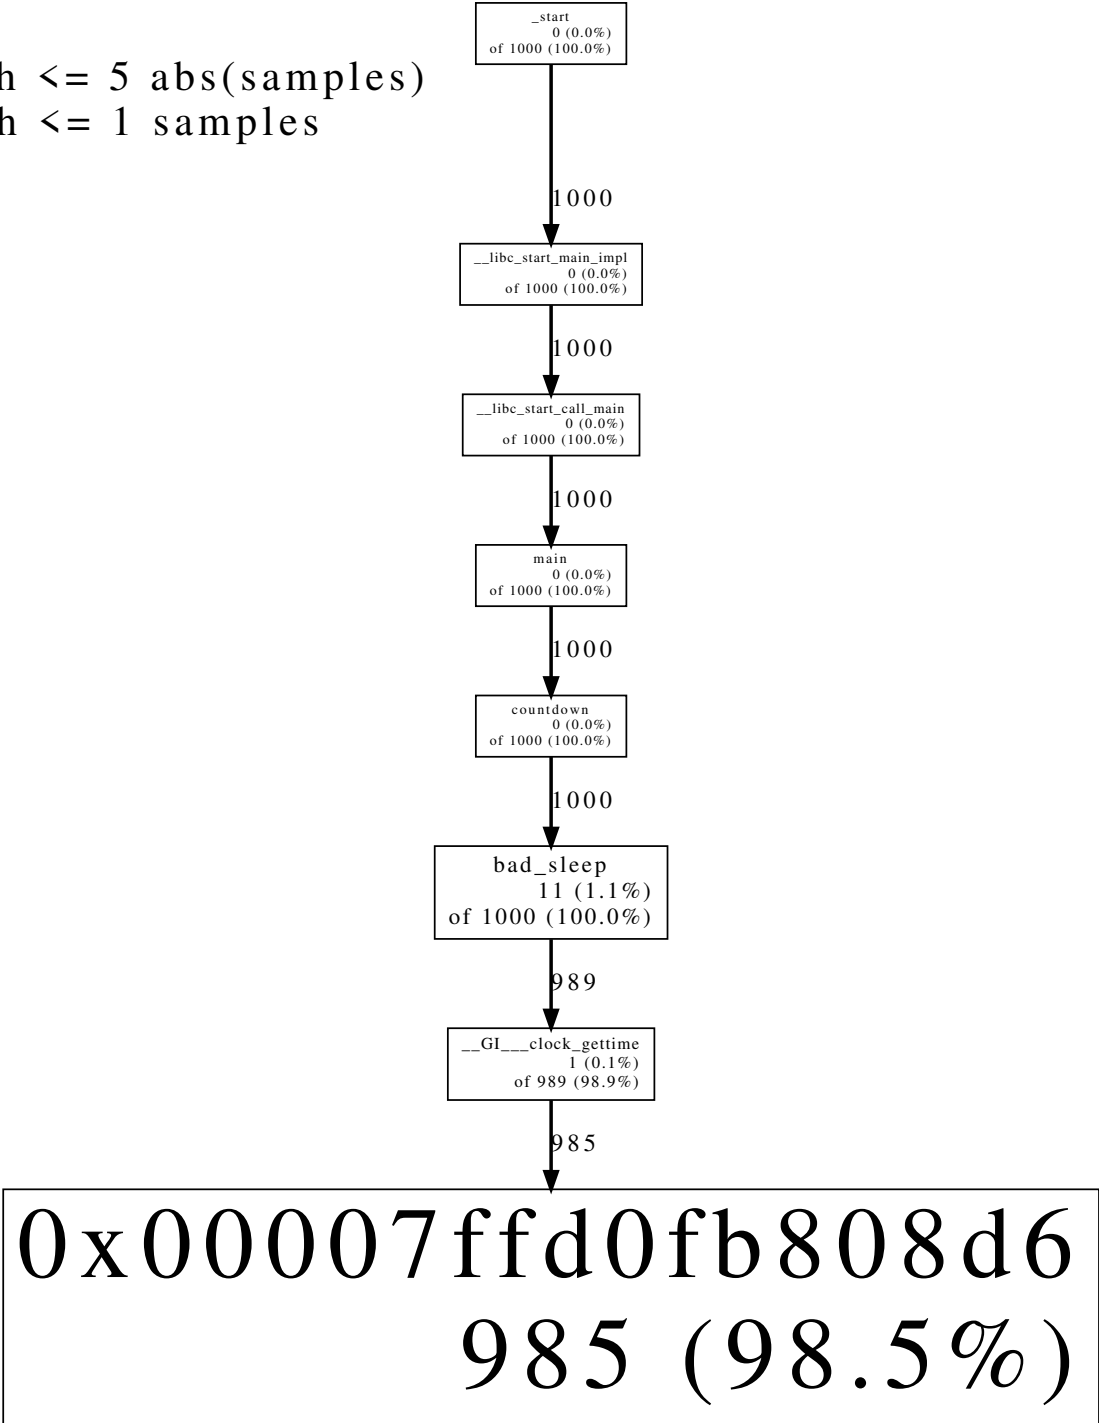 _start
0 (0.0%)
of 1000 (100.0%)
h <= 5 abs(samples)
h <= 1 samples
1000
__libc_start_main_impl
0 (0.0%)
of 1000 (100.0%)
1000
__libc_start_call_main
0 (0.0%)
of 1000 (100.0%)
1000
main
0 (0.0%)
of 1000 (100.0%)
1000
countdown
0 (0.0%)
of 1000 (100.0%)
1000
bad_sleep
11 (1.1%)
of 1000 (100.0%)
989
__GI___clock_gettime
1 (0.1%)
of 989 (98.9%)
985
0x00007ffd0fb808d6
985 (98.5%)